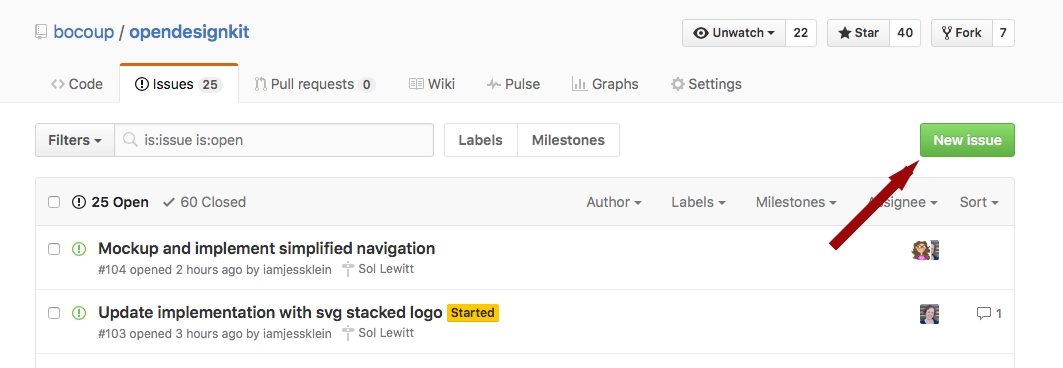 bocoup / opendesignkit
Unwatch 22 Star 40 Fork 7
Code Issues 25 Pull requests 0 Wiki Pulse Graphs Settings
Filters is:issue is:open Labels Milestones New issue
25 Open 60 Closed Author Labels Milestones Assignee Sort
Mockup and implement simplified navigation
#104 opened 2 hours ago by iamjessklein Sol Lewitt
Update implementation with svg stacked logo Started 1
#103 opened 3 hours ago by iamjessklein Sol Lewitt